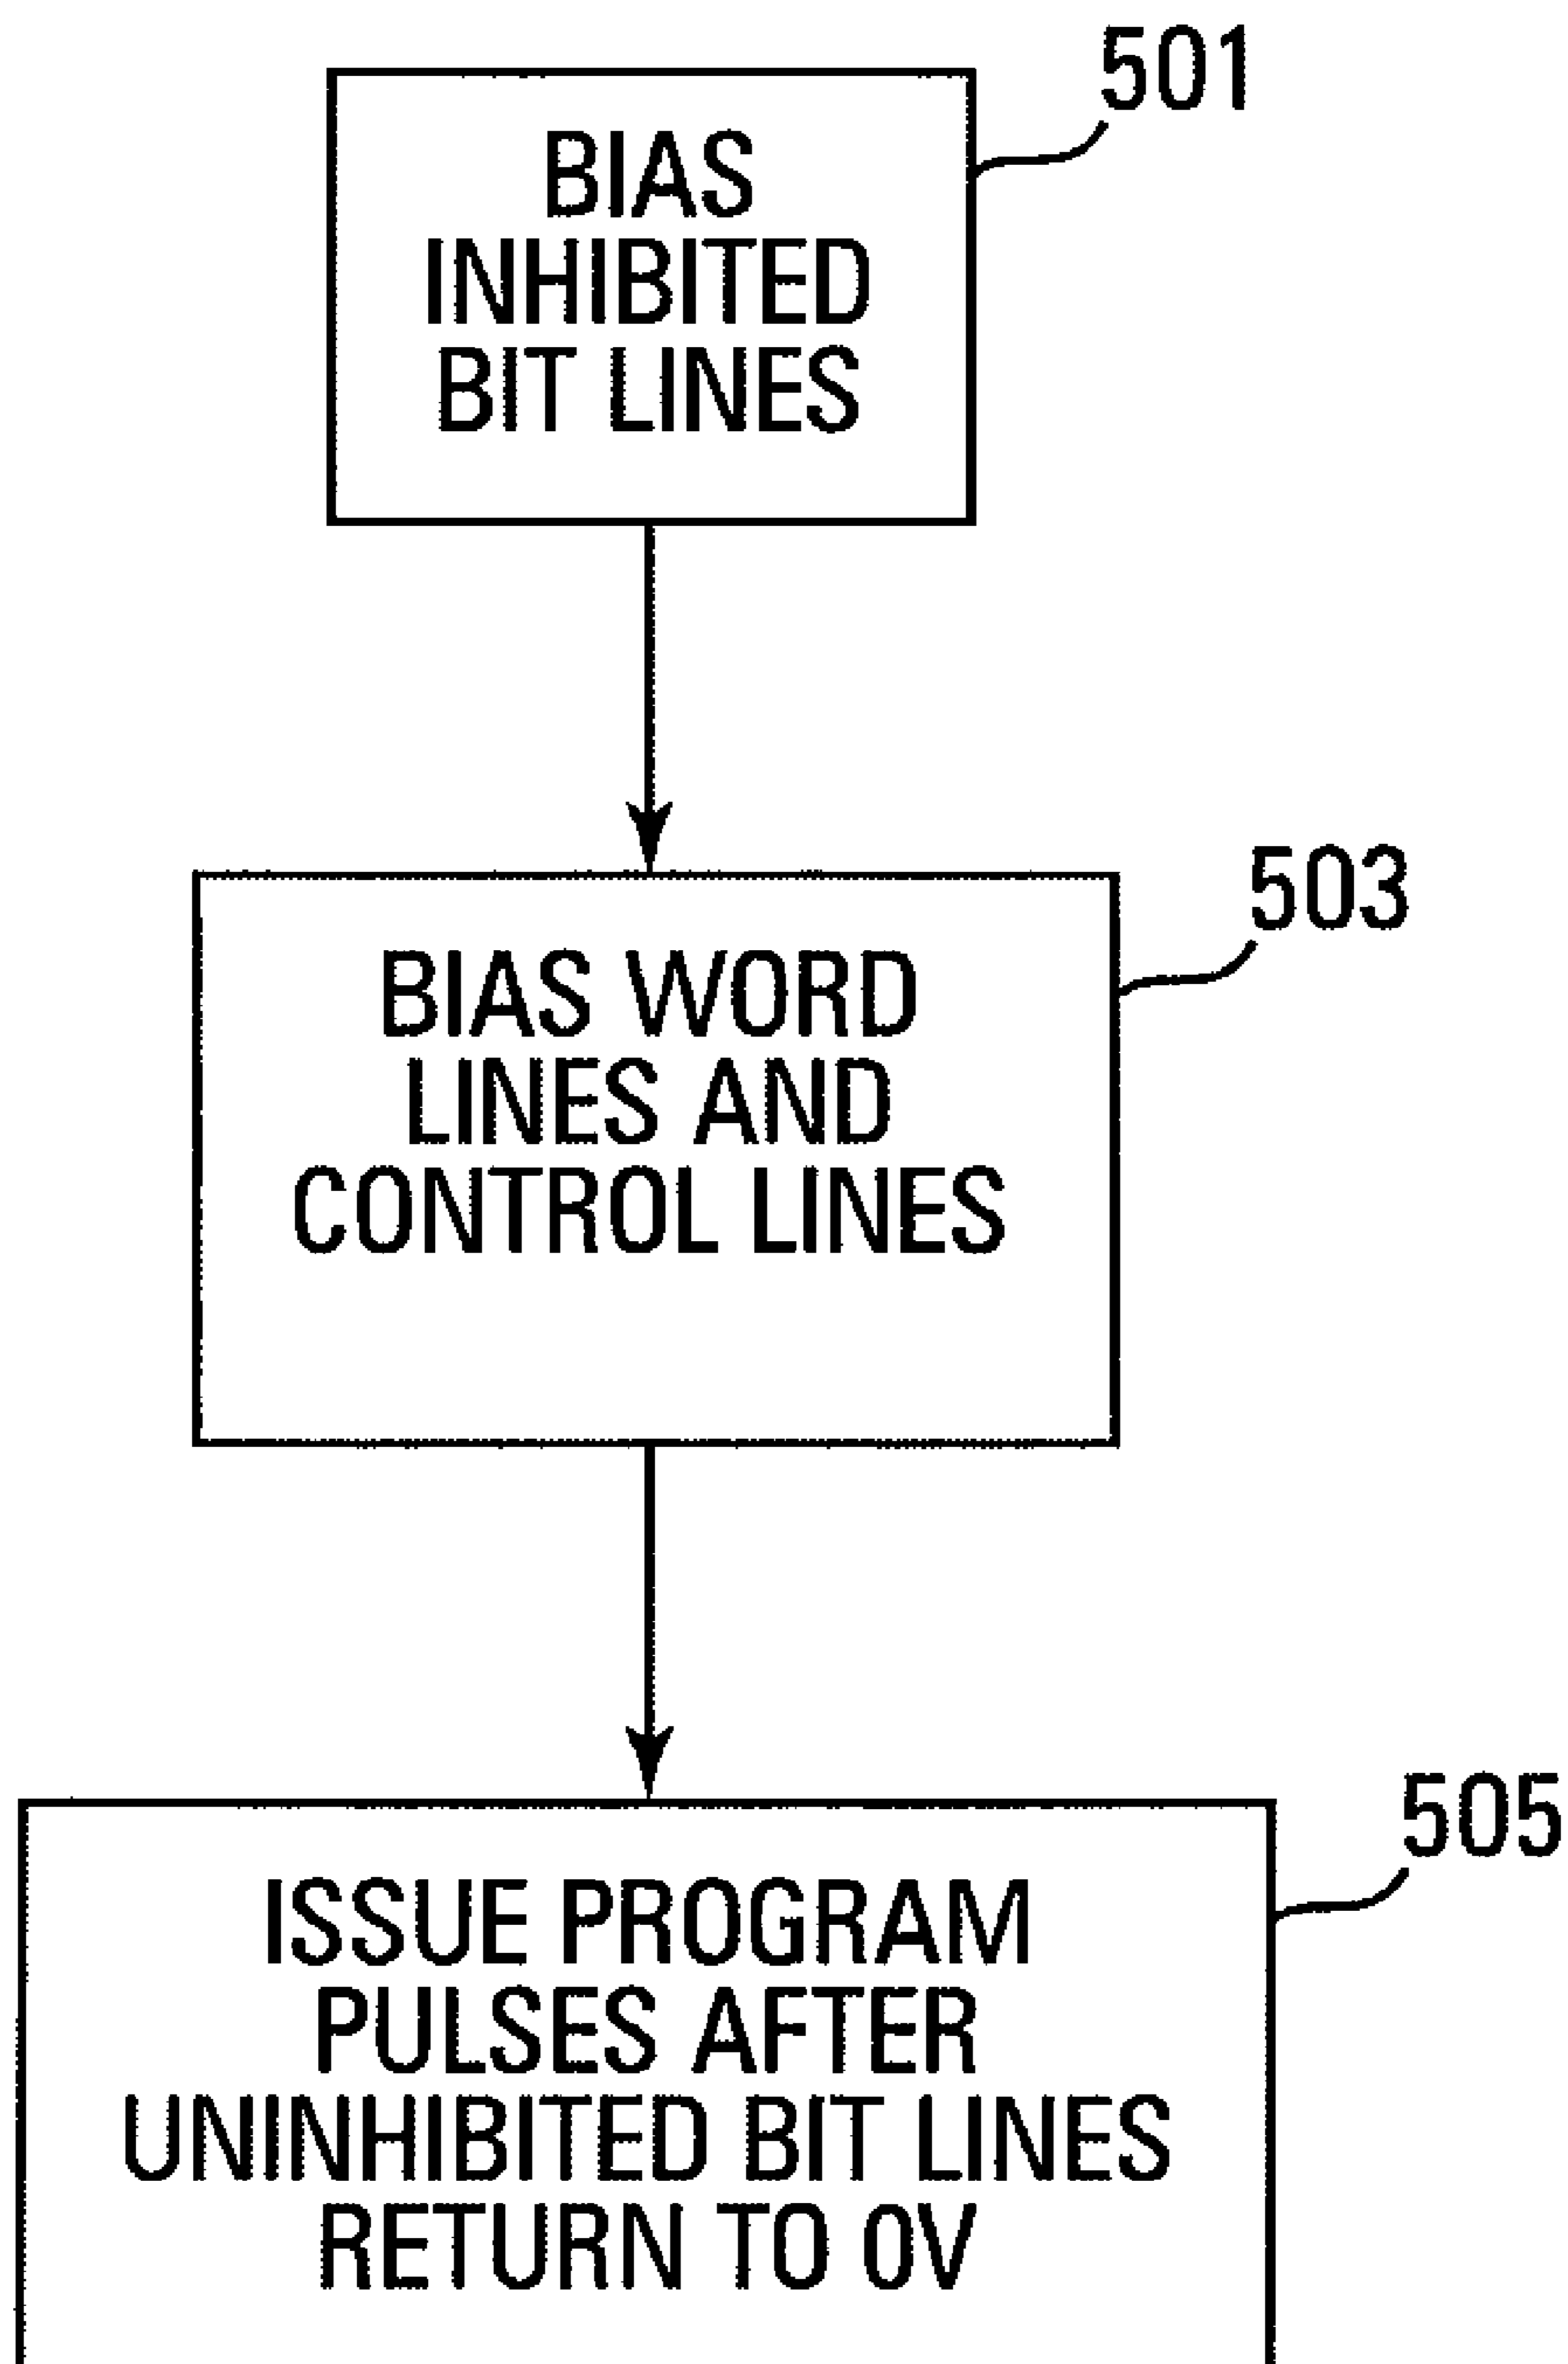 501
BIAS
INHIBITED
BIT LINES
503
BIAS WORD
LINES AND
CONTROL LINES
505
ISSUE PROGRAM
PULSES AFTER
UNINHIBITED BIT LINES
RETURN TO 0V